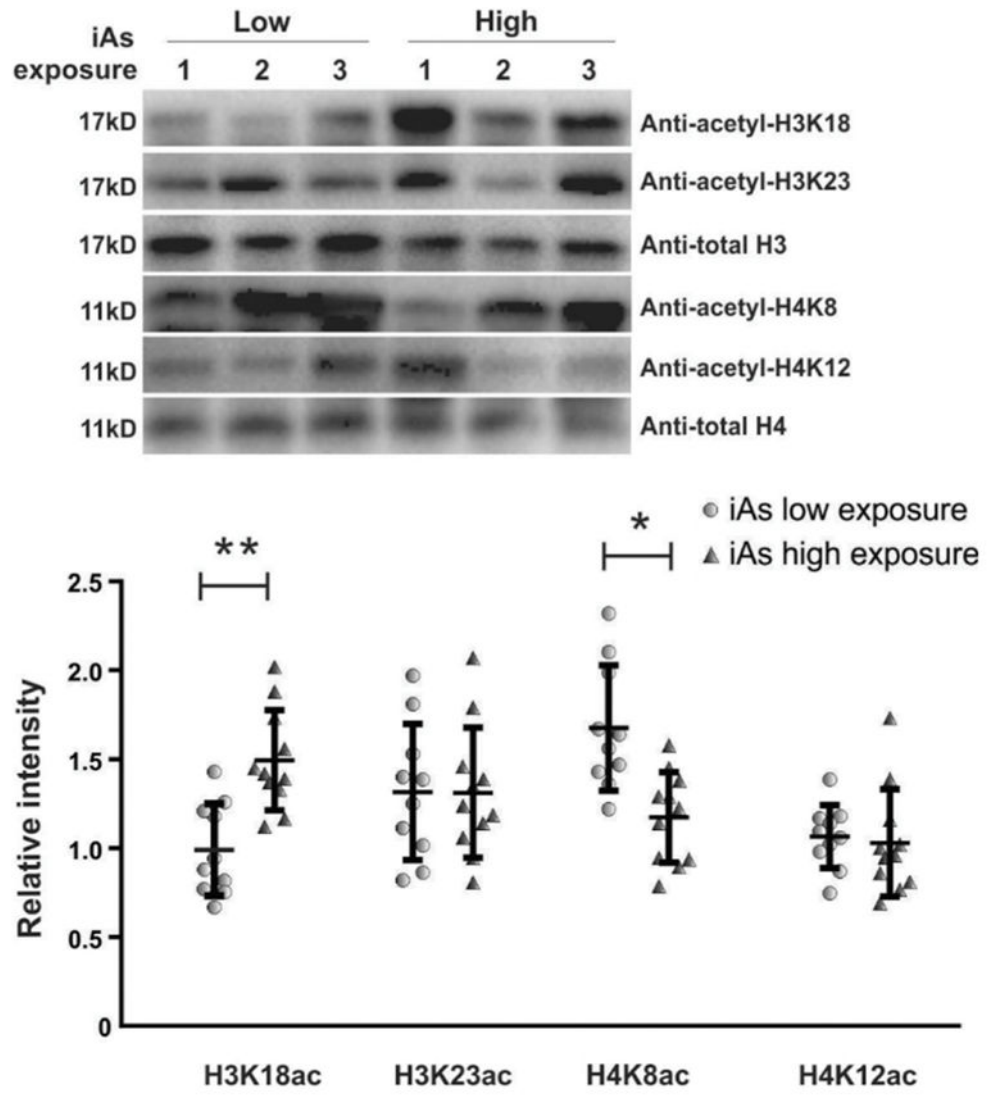 Low High
iAs
exposure 1 2 3 1 2 3
17kD Anti-acetyl-H3K18
17kD Anti-acetyl-H3K23
17kD Anti-total H3
11kD Anti-acetyl-H4K8
11kD Anti-acetyl-H4K12
11kD Anti-total H4
iAs low exposure
* iAs high exposure
**
2.5
2.0
1.5
1.0
0.5
0
Relative intensity
H3K18ac H3K23ac H4K8ac H4K12ac